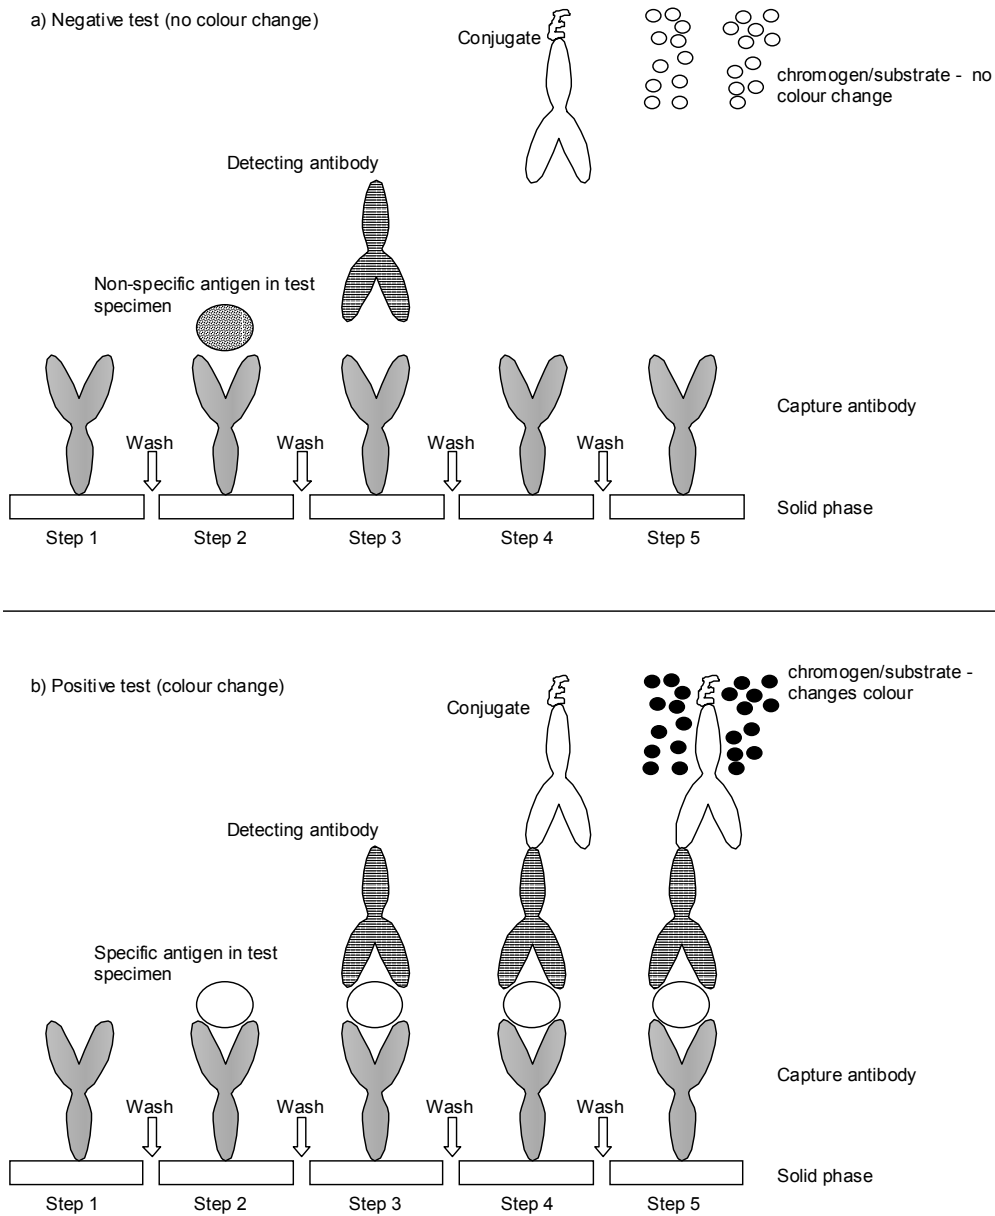 a) Negative test (no colour change)
Conjugate
E
chromogen/substrate - no
colour change
Detecting antibody
Non-specific antigen in test
specimen
Capture antibody
Wash Wash Wash Wash
Solid phase
Step 1 Step 2 Step 3 Step 4 Step 5
b) Positive test (colour change)
chromogen/substrate -
changes colour
E E
Conjugate
Detecting antibody
Specific antigen in test
specimen
Capture antibody
Wash Wash Wash Wash
Solid phase
Step 1 Step 2 Step 3 Step 4 Step 5